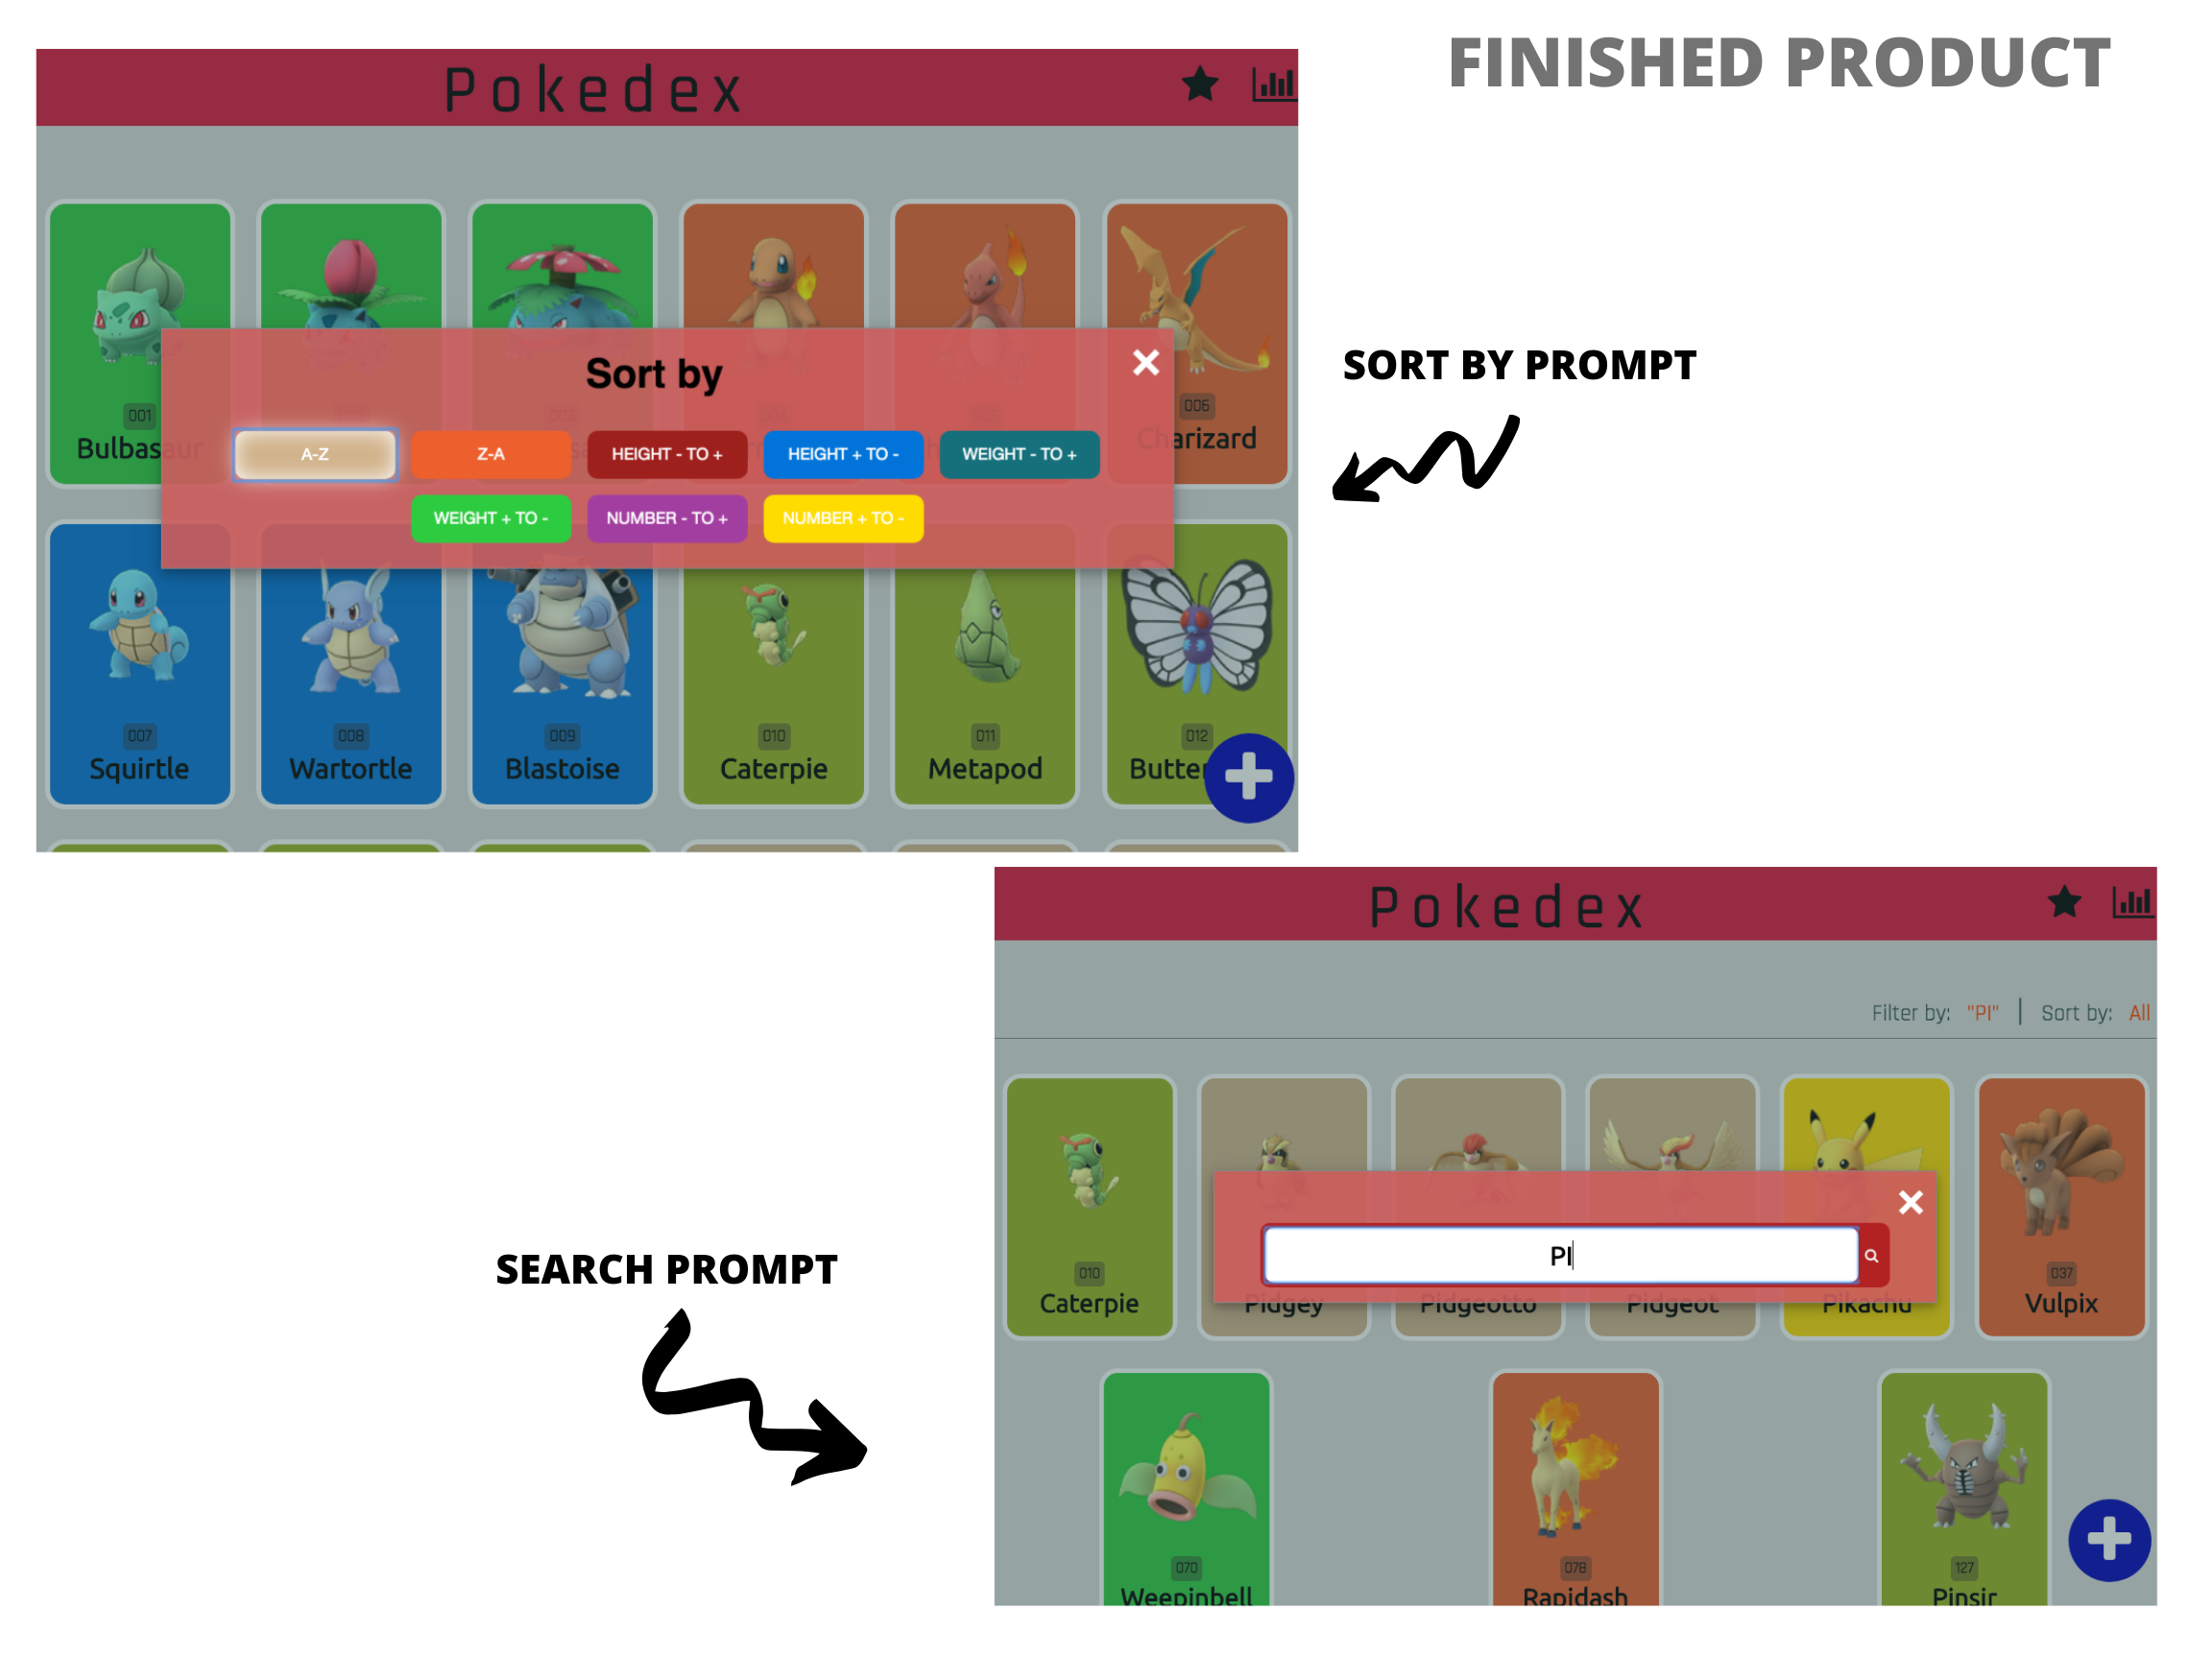 FINISHED PRODUCT
Pokedex
Sort by
A-Z
Z-A
HEIGHT - TO +
HEIGHT + TO -
WEIGHT - TO +
WEIGHT + TO -
NUMBER - TO +
NUMBER + TO -
001
006
Bulbasaur
Charizard
007
008
009
010
011
012
Squirtle
Wartortle
Blastoise
Caterpie
Metapod
Butter
SORT BY PROMPT
Pokedex
Filter by: "PI" | Sort by: All
PI
010
037
Caterpie
Pidgey
Pidgeotto
Pidgeot
Pikachu
Vulpix
070
078
127
Weepinbell
Rapidash
Pinsir
SEARCH PROMPT